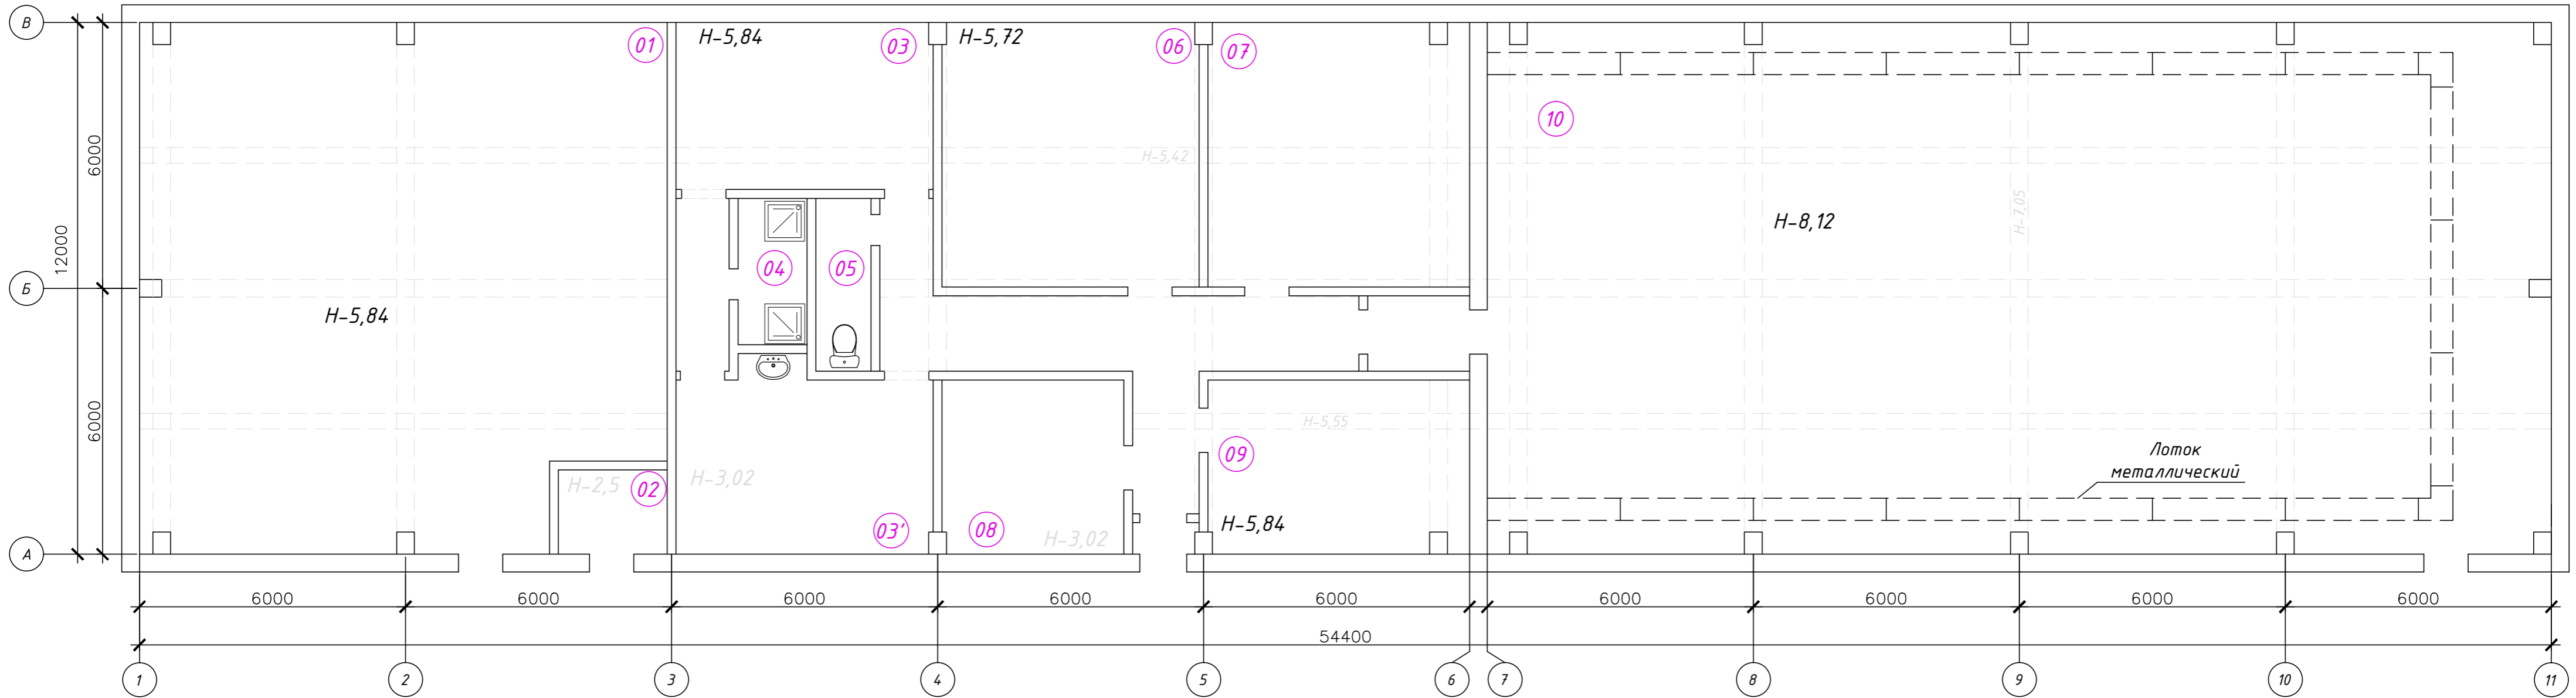 В
01
Н-5,84
03
Н-5,72
06
07
10
6000
Н-5,42
12000
Н-8,12
Н-7,05
04
05
Б
Н-5,84
6000
Н-5,55
Лоток
металлический
09
Н-2,5
02
Н-3,02
03'
08
Н-3,02
Н-5,84
А
6000
6000
6000
6000
6000
6000
6000
6000
6000
54400
1
2
3
4
5
6
7
8
9
10
11